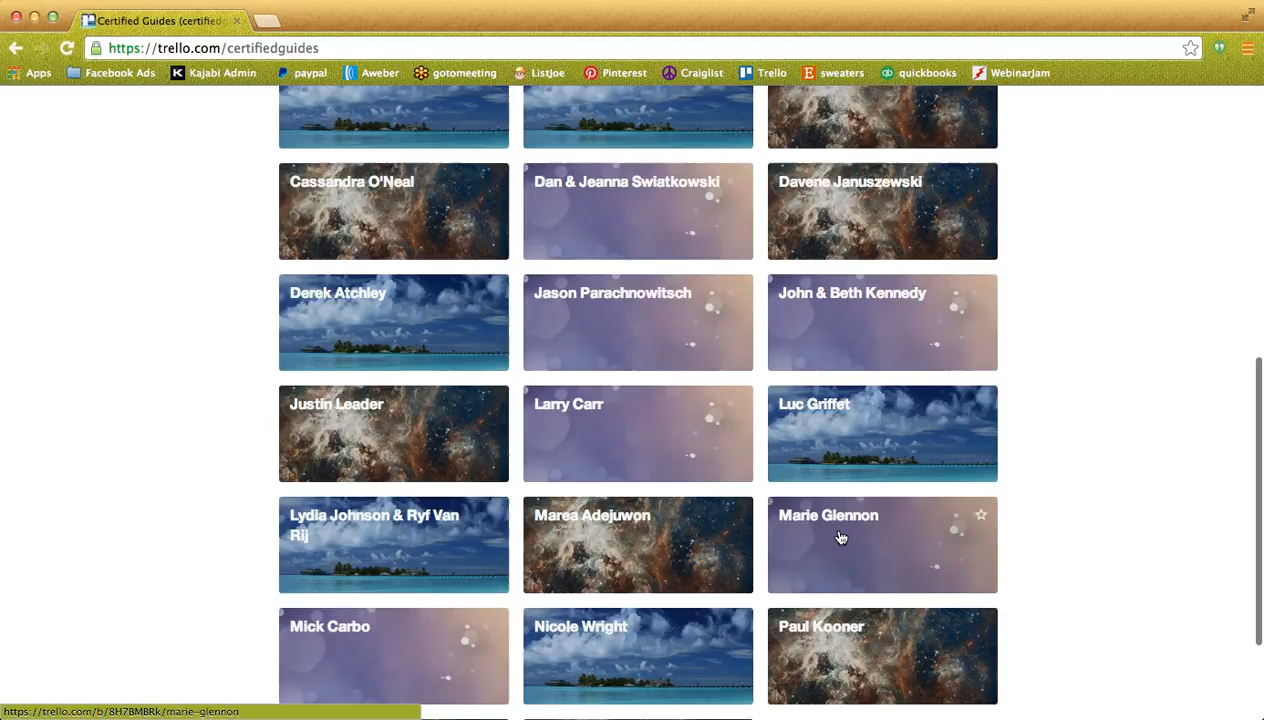 Certified Guides (certified
https://trello.com/certifiedguides
Apps Facebook Ads Kajabi Admin paypal Aweber gotomeeting ListJoe Pinterest Craiglist Trello sweaters quickbooks WebinarJam
Cassandra O'Neal Dan & Jeanna Swiatkowski Davene Januszewski
Derek Atchley Jason Parachnowitsch John & Beth Kennedy
Justin Leader Larry Carr Luc Griffet
Lydia Johnson & Ryf Van Rij Marea Adejuwon Marie Glennon
Mick Carbo Nicole Wright Paul Kooner
https://trello.com/b/8H7BMBRk/marie-glennon